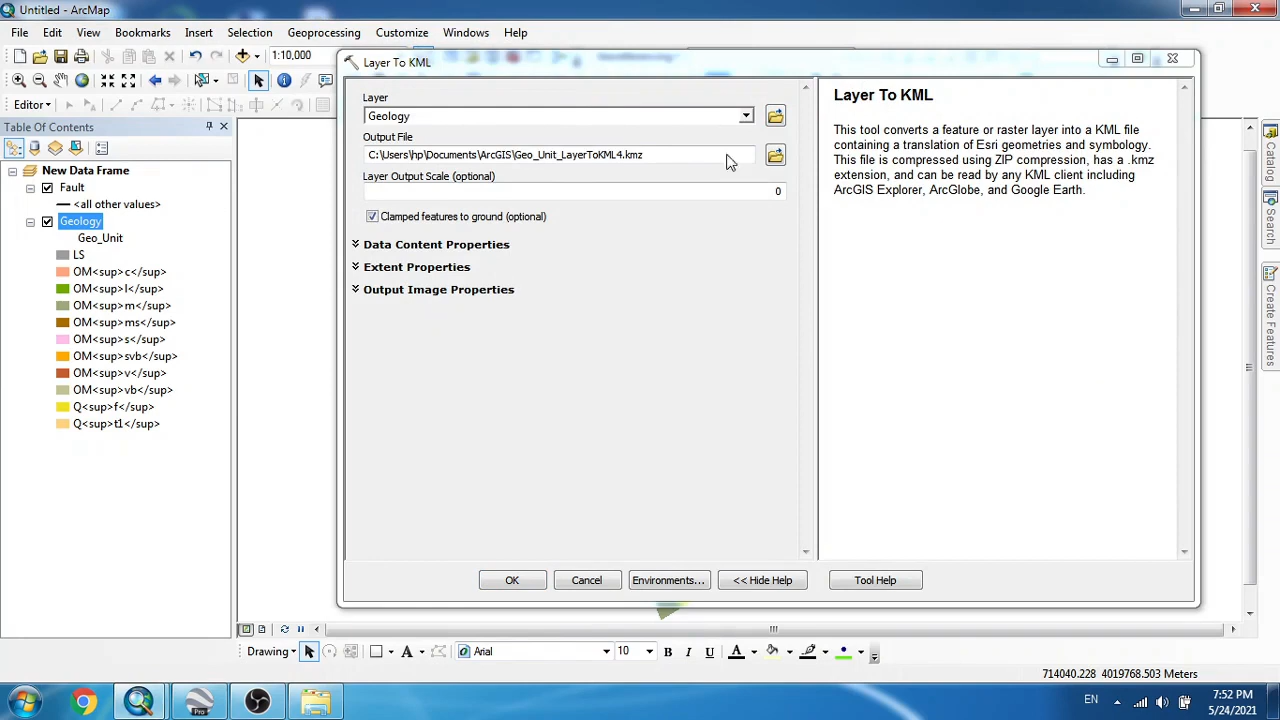 Untitled - ArcMap
File Edit View Bookmarks Insert Selection Geoprocessing Customize Windows Help
1:10,000
Layer To KML
Editor
Table Of Contents
New Data Frame
Fault
<all other values>
Geology
Geo_Unit
LS
OM<sup>c</sup>
OM<sup>l</sup>
OM<sup>m</sup>
OM<sup>ms</sup>
OM<sup>s</sup>
OM<sup>svb</sup>
OM<sup>v</sup>
OM<sup>vb</sup>
Q<sup>f</sup>
Q<sup>t1</sup>
Layer
Geology
Output File
C:\Users\hp\Documents\ArcGIS\Geo_Unit_LayerToKML4.kmz
Layer Output Scale (optional)
0
Clamped features to ground (optional)
Data Content Properties
Extent Properties
Output Image Properties
OK Cancel Environments... << Hide Help Tool Help
Layer To KML
This tool converts a feature or raster layer into a KML file
containing a translation of Esri geometries and symbology.
This file is compressed using ZIP compression, has a .kmz
extension, and can be read by any KML client including
ArcGIS Explorer, ArcGlobe, and Google Earth.
Catalog
Search
Create Features
Drawing Arial 10 B I U A
714040.228 4019768.503 Meters
Pro
EN
7:52 PM
5/24/2021